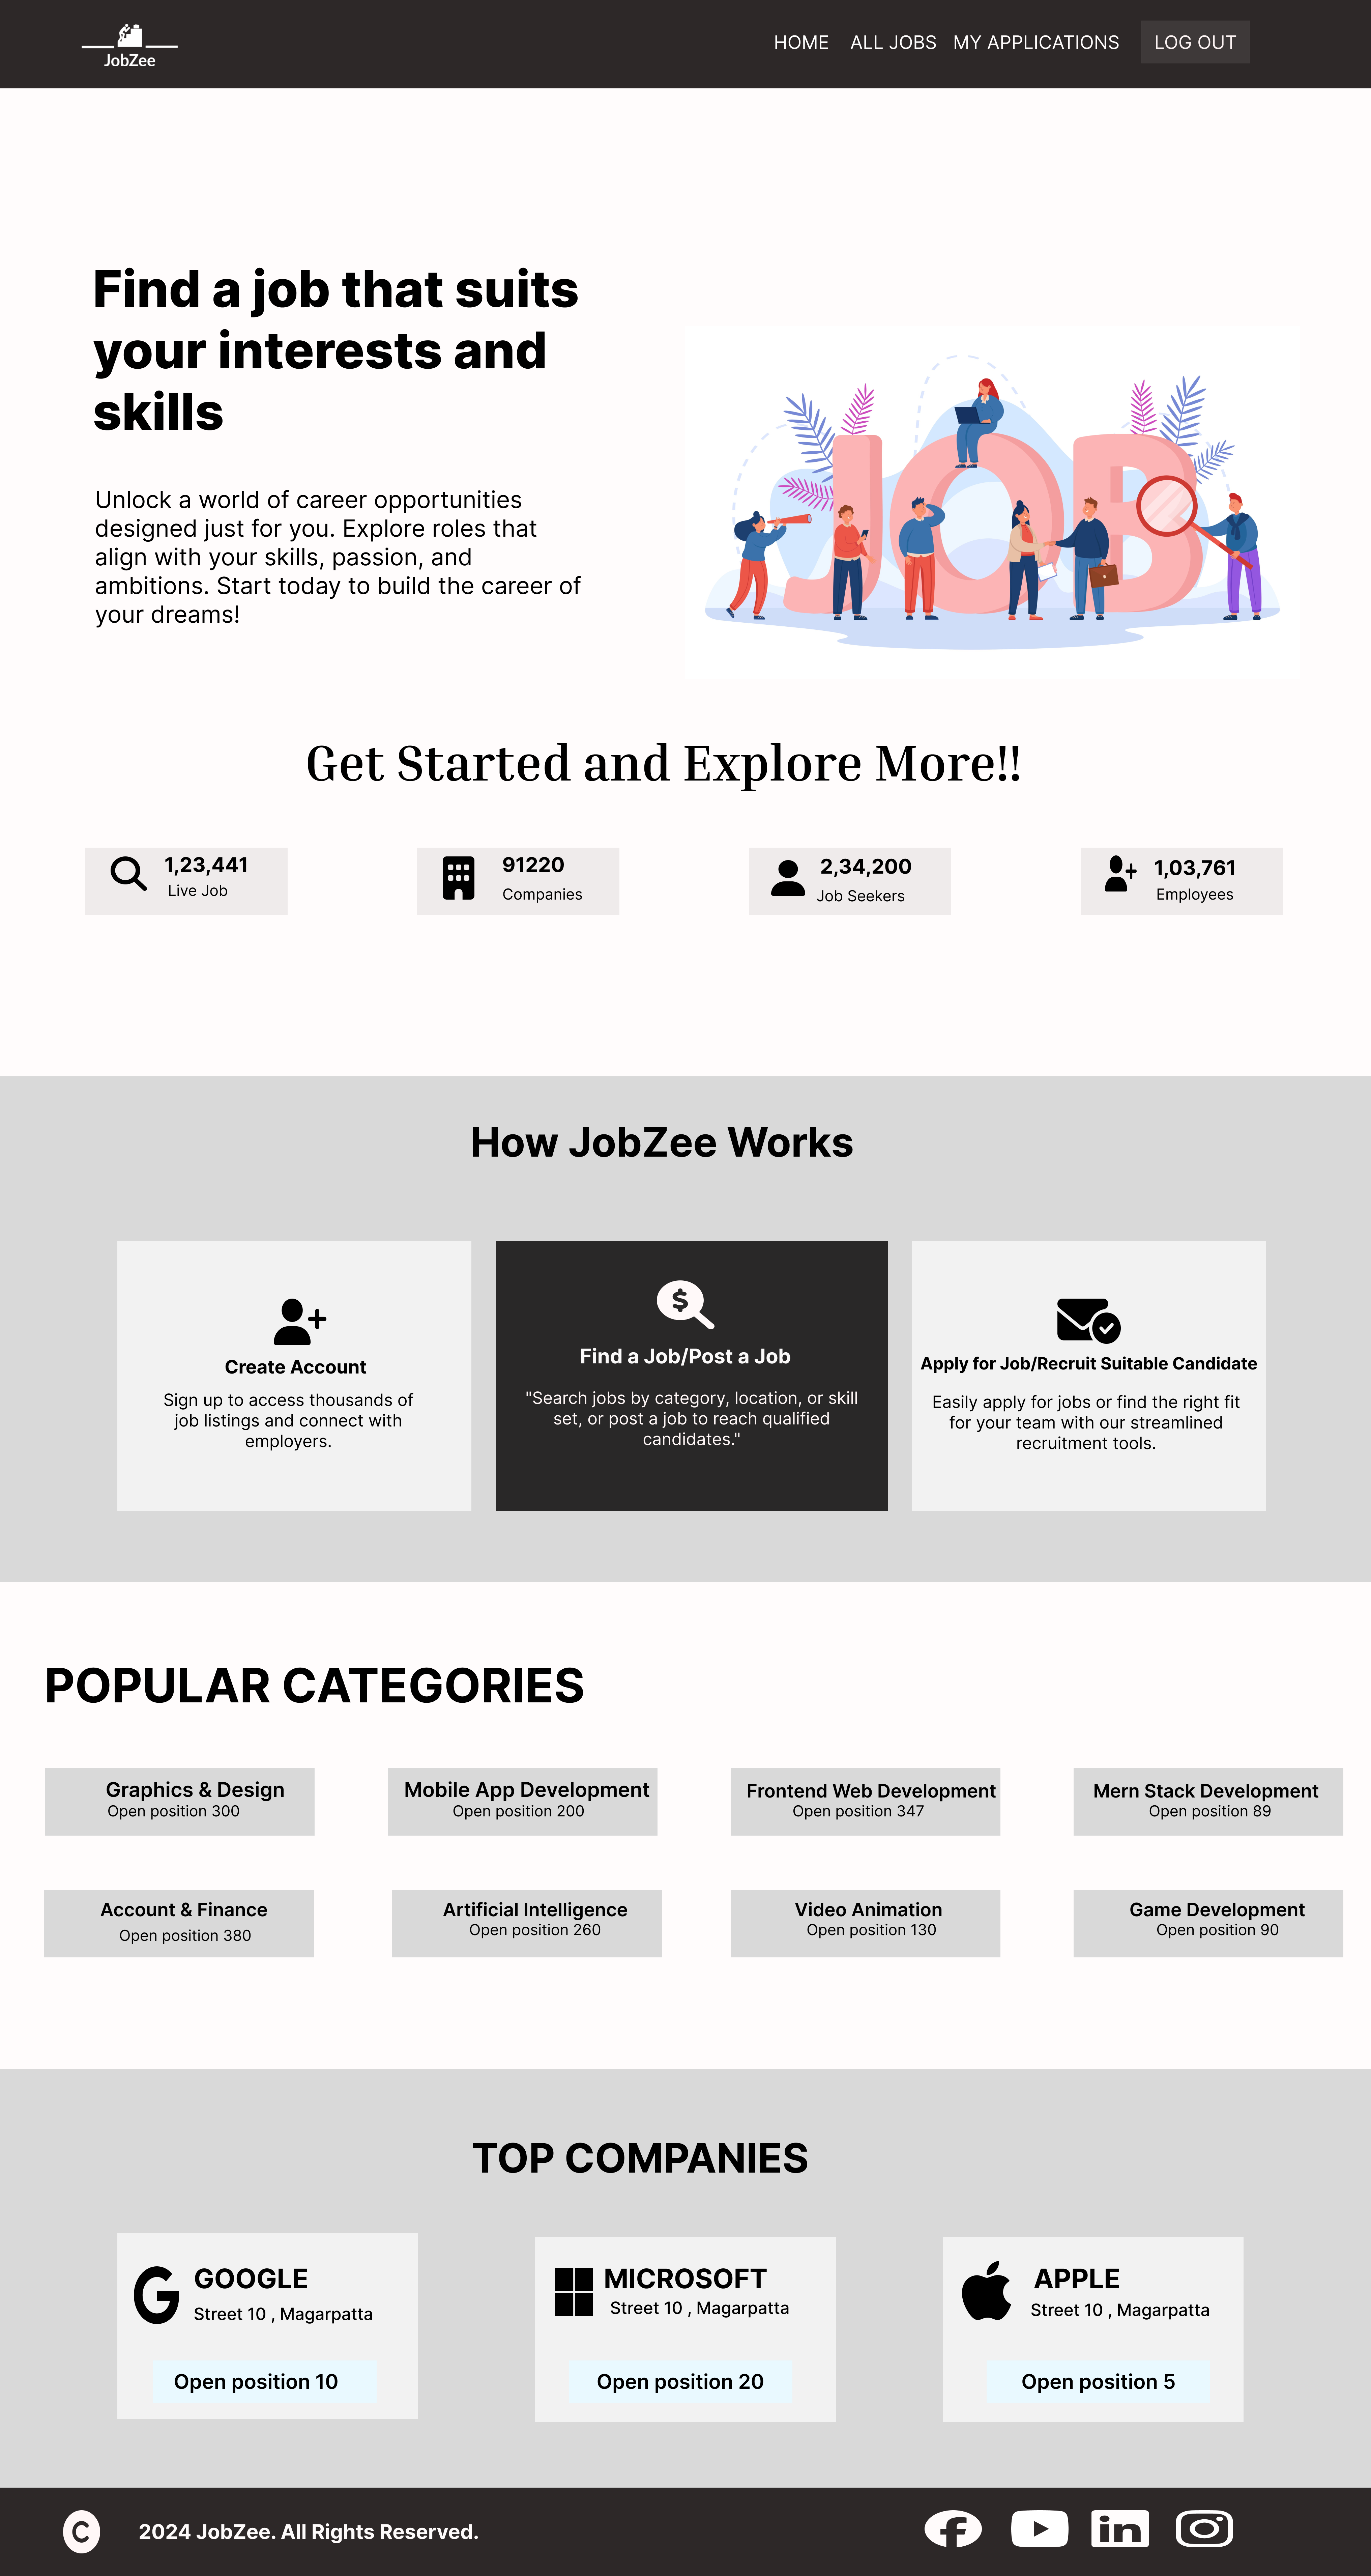 JobZee
HOME ALL JOBS MY APPLICATIONS LOG OUT
Find a job that suits
your interests and
skills
Unlock a world of career opportunities
designed just for you. Explore roles that
align with your skills, passion, and
ambitions. Start today to build the career of
your dreams!
JOB
Get Started and Explore More!!
1,23,441
Live Job
91220
Companies
2,34,200
Job Seekers
1,03,761
Employees
How JobZee Works
Create Account
Sign up to access thousands of
job listings and connect with
employers.
$
Find a Job/Post a Job
"Search jobs by category, location, or skill
set, or post a job to reach qualified
candidates."
Apply for Job/Recruit Suitable Candidate
Easily apply for jobs or find the right fit
for your team with our streamlined
recruitment tools.
POPULAR CATEGORIES
Graphics & Design
Open position 300
Mobile App Development
Open position 200
Frontend Web Development
Open position 347
Mern Stack Development
Open position 89
Account & Finance
Open position 380
Artificial Intelligence
Open position 260
Video Animation
Open position 130
Game Development
Open position 90
TOP COMPANIES
G GOOGLE
Street 10 , Magarpatta
Open position 10
MICROSOFT
Street 10 , Magarpatta
Open position 20
APPLE
Street 10 , Magarpatta
Open position 5
C 2024 JobZee. All Rights Reserved.
f in